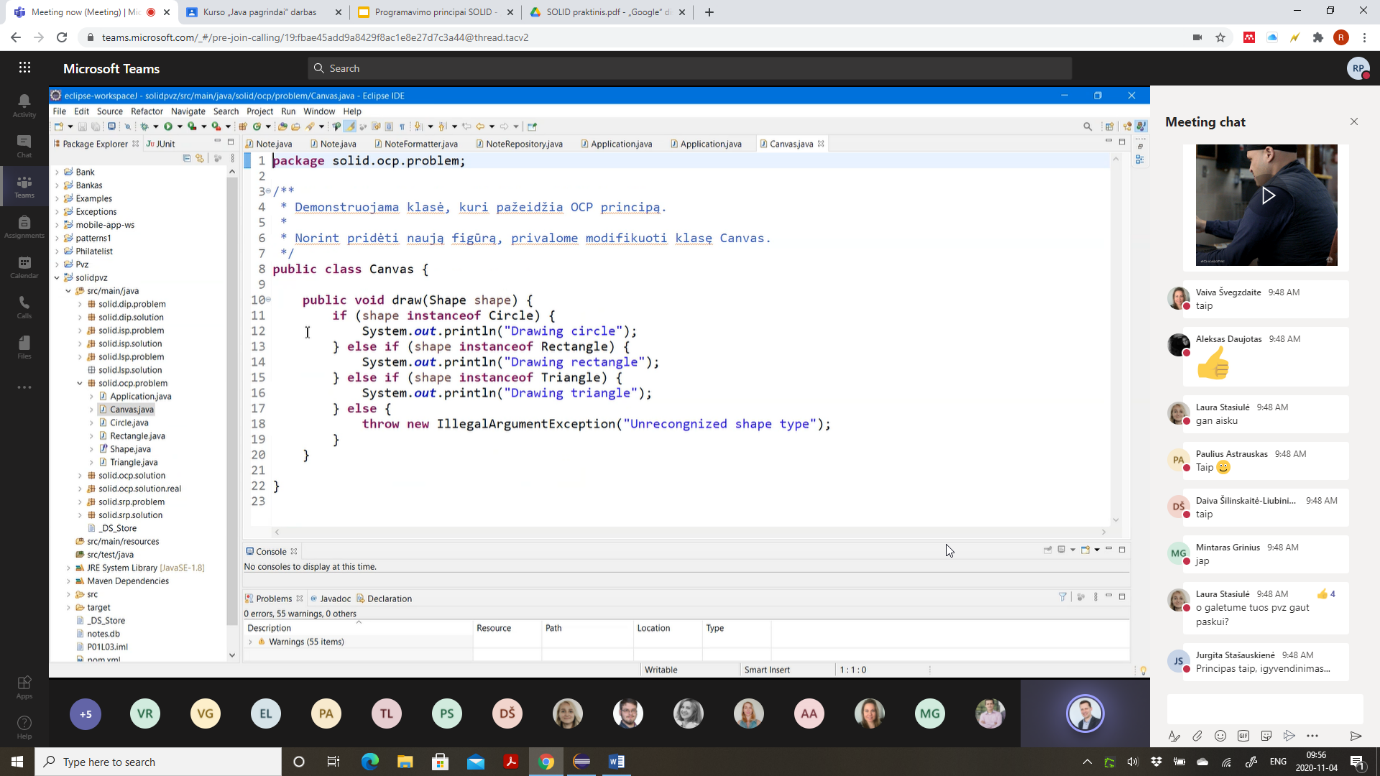 Meeting now (Meeting) | Mi
Kurso „Java pagrindai“ darbas
Programavimo principai SOLID -
SOLID praktinis.pdf - „Google“ d
teams.microsoft.com/_#/pre-join-calling/19:fbae45add9a8429f8ac1e8e27d7c3a44@thread.tacv2
R
Microsoft Teams
Search
RP
Activity
Chat
Teams
Assignments
Calendar
Calls
Files
Apps
Help
eclipse-workspaceJ - solidpvz/src/main/java/solid/ocp/problem/Canvas.java - Eclipse IDE
File Edit Source Refactor Navigate Search Project Run Window Help
Package Explorer
JUnit
Note.java
Note.java
NoteFormatter.java
NoteRepository.java
Application.java
Application.java
Canvas.java
Bank
Bankas
Examples
Exceptions
mobile-app-ws
patterns1
Philatelist
Pvz
solidpvz
src/main/java
solid.dip.problem
solid.dip.solution
solid.isp.problem
solid.isp.solution
solid.lsp.problem
solid.lsp.solution
solid.ocp.problem
Application.java
Canvas.java
Circle.java
Rectangle.java
Shape.java
Triangle.java
solid.ocp.solution
solid.ocp.solution.real
solid.srp.problem
solid.srp.solution
_DS_Store
src/main/resources
src/test/java
JRE System Library [JavaSE-1.8]
Maven Dependencies
src
target
_DS_Store
notes.db
P01L03.iml
pom.xml
1 package solid.ocp.problem;
2
3 /**
4 * Demonstruojama klasė, kuri pažeidžia OCP principą.
5 *
6 * Norint pridėti naują figūrą, privalome modifikuoti klasę Canvas.
7 */
8 public class Canvas {
9
10 public void draw(Shape shape) {
11 if (shape instanceof Circle) {
12 System.out.println("Drawing circle");
13 } else if (shape instanceof Rectangle) {
14 System.out.println("Drawing rectangle");
15 } else if (shape instanceof Triangle) {
16 System.out.println("Drawing triangle");
17 } else {
18 throw new IllegalArgumentException("Unrecongnized shape type");
19 }
20 }
21
22 }
23
Console
No consoles to display at this time.
Problems
Javadoc
Declaration
0 errors, 55 warnings, 0 others
Description Resource Path Location Type
Warnings (55 items)
Writable Smart Insert 1 : 1 : 0
Meeting chat
Vaiva Švegzdaite 9:48 AM
taip
Aleksas Daujotas 9:48 AM
Laura Stasiulė 9:48 AM
gan aisku
PA
Paulius Astrauskas 9:48 AM
Taip
DŠ
Daiva Šilinskaitė-Liubini... 9:48 AM
taip
MG
Mintaras Grinius 9:48 AM
jap
Laura Stasiulė 9:48 AM 4
o galetume tuos pvz gaut
paskui?
JS
Jurgita Stašauskienė 9:48 AM
Principas taip, igyvendinimas...
+5 VR VG EL PA TL PS DŠ AA MG
Type here to search
ENG
09:56
2020-11-04
1